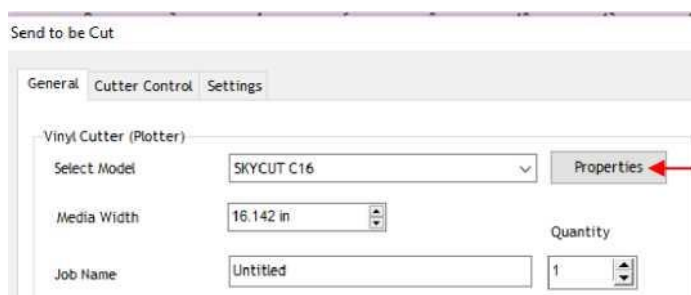 Send to be Cut
General Cutter Control Settings
Vinyl Cutter (Plotter)
Select Model SKYCUT C16 Properties
Media Width 16.142 in
Quantity
Job Name Untitled 1